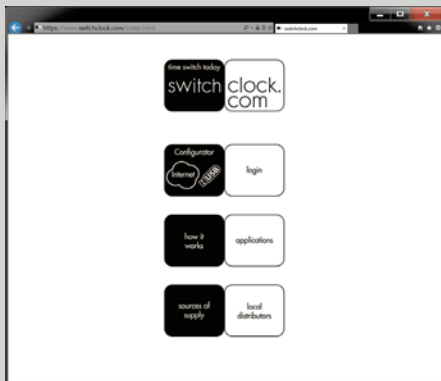 https://www.switchclock.com/index.html
switchclock.com
time switch today
switch clock.
com
Configurator
Internet
USB
login
how it
works
applications
sources of
supply
local
distributors